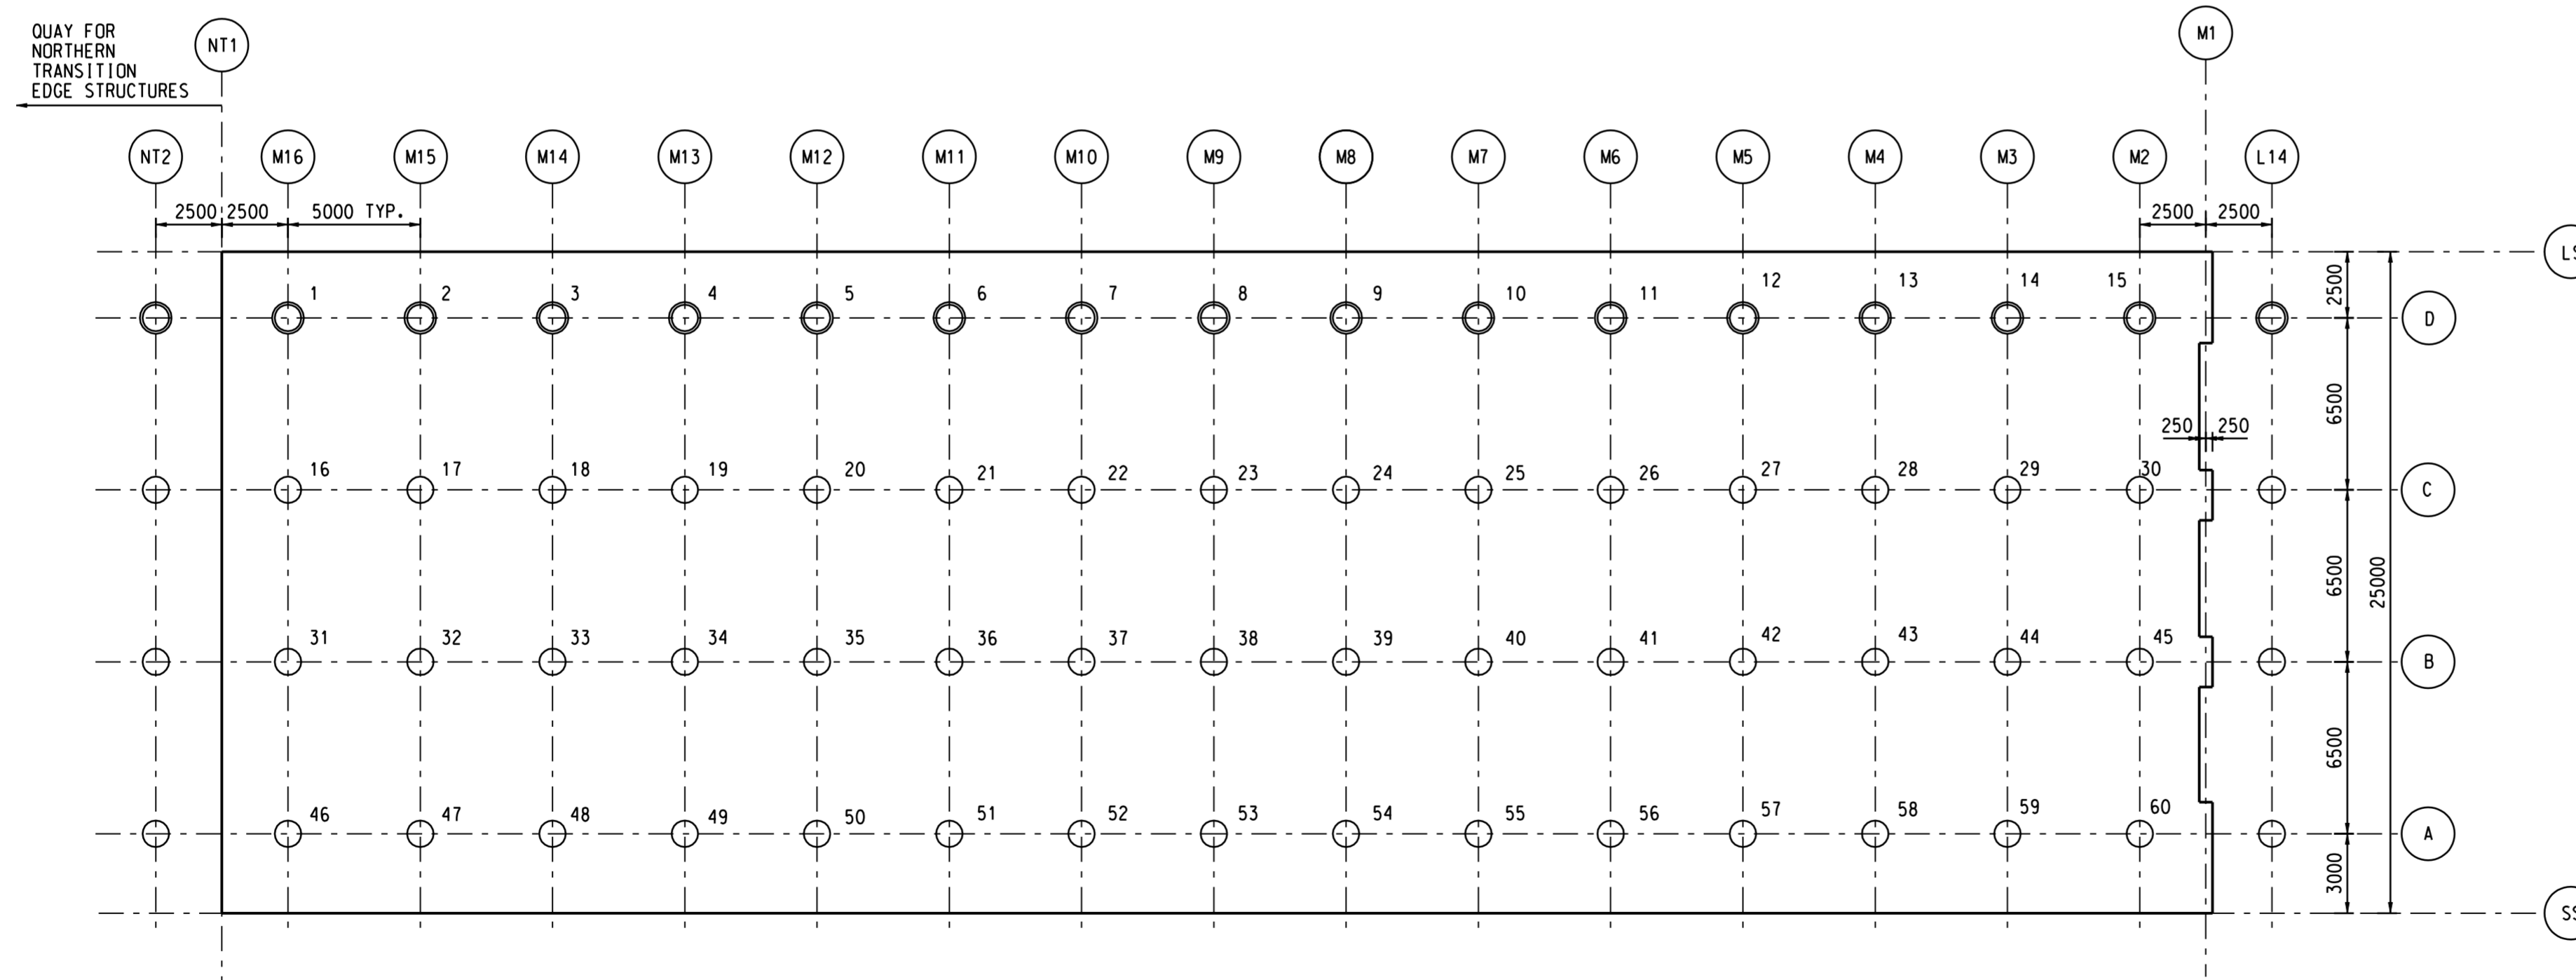 QUAY FOR
NORTHERN
TRANSITION
EDGE STRUCTURES
NT1
M1
NT2 M16 M15 M14 M13 M12 M11 M10 M9 M8 M7 M6 M5 M4 M3 M2 L14
2500 2500 5000 TYP. 2500 2500
1 2 3 4 5 6 7 8 9 10 11 12 13 14 15
2500
D
6500
250 250
16 17 18 19 20 21 22 23 24 25 26 27 28 29 30
C
6500
25000
31 32 33 34 35 36 37 38 39 40 41 42 43 44 45
B
6500
46 47 48 49 50 51 52 53 54 55 56 57 58 59 60
A
3000